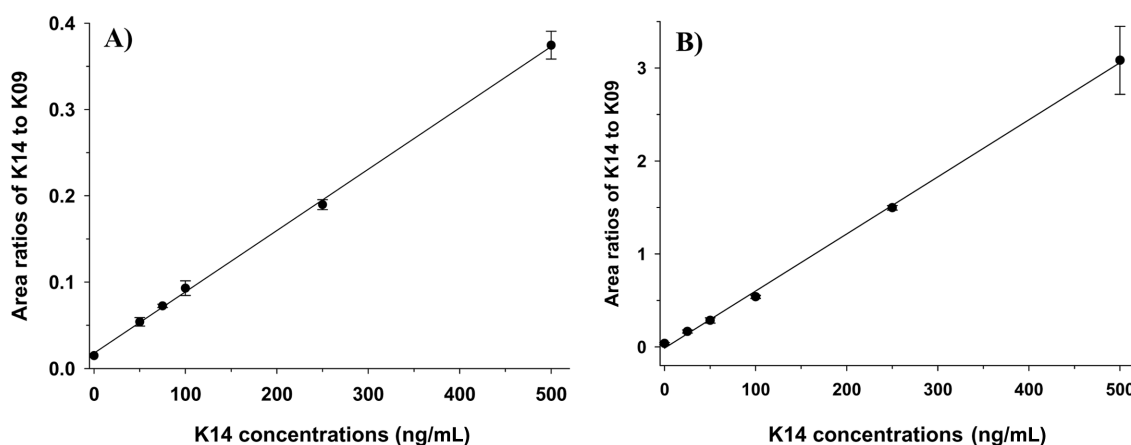 A)
Area ratios of K14 to K09
0.4
0.3
0.2
0.1
0.0
0 100 200 300 400 500
K14 concentrations (ng/mL)
B)
Area ratios of K14 to K09
3
2
1
0
0 100 200 300 400 500
K14 concentrations (ng/mL)